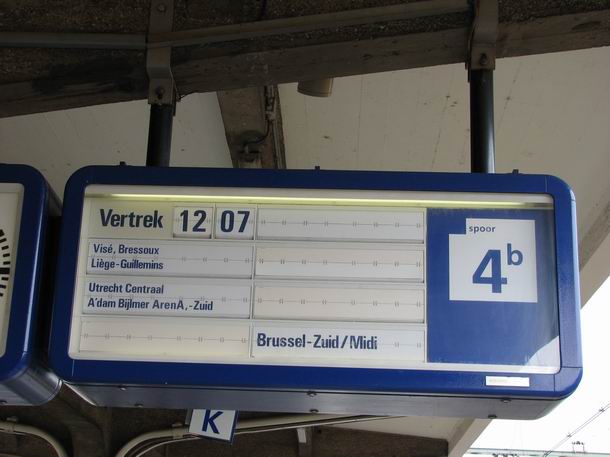 Vertrek 12 07
spoor
4b
Visé, Bressoux
Liège-Guillemins
Utrecht Centraal
A'dam Bijlmer ArenA,-Zuid
Brussel-Zuid/Midi
K